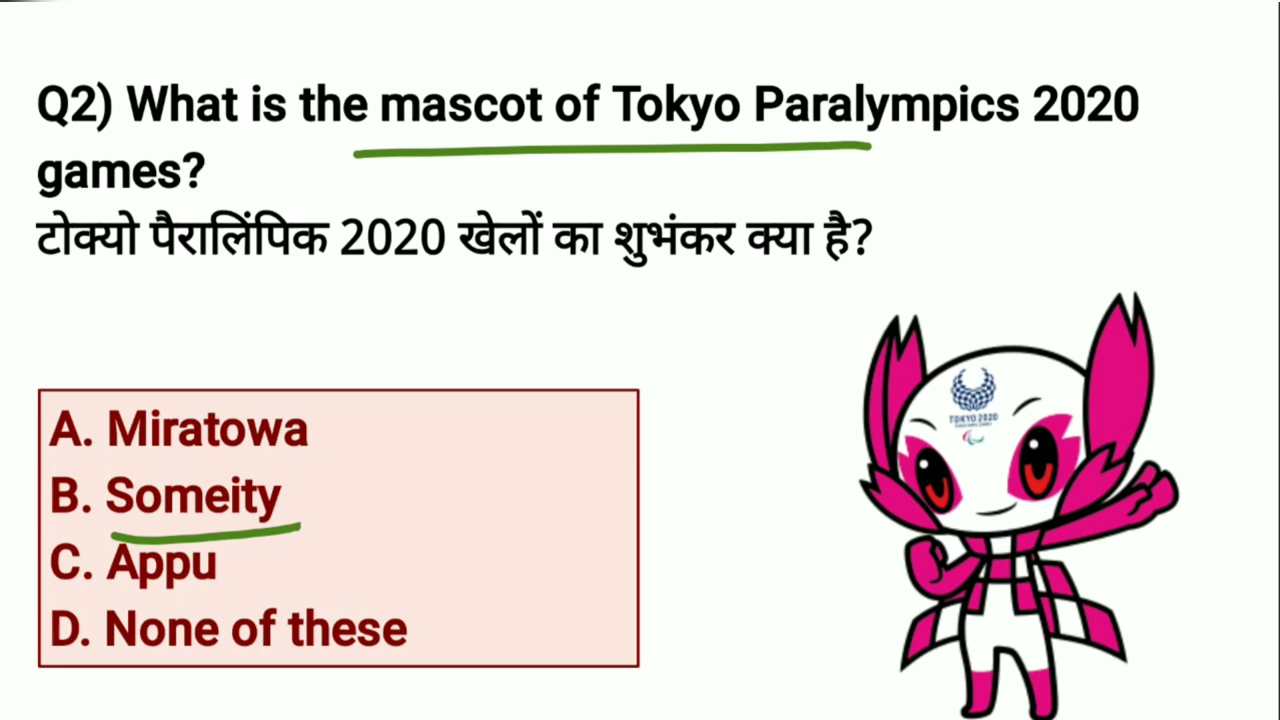 Q2) What is the mascot of Tokyo Paralympics 2020
games?
टोक्यो पैरालिंपिक 2020 खेलों का शुभंकर क्या है?
A. Miratowa
B. Someity
C. Appu
D. None of these
TOKYO 2020